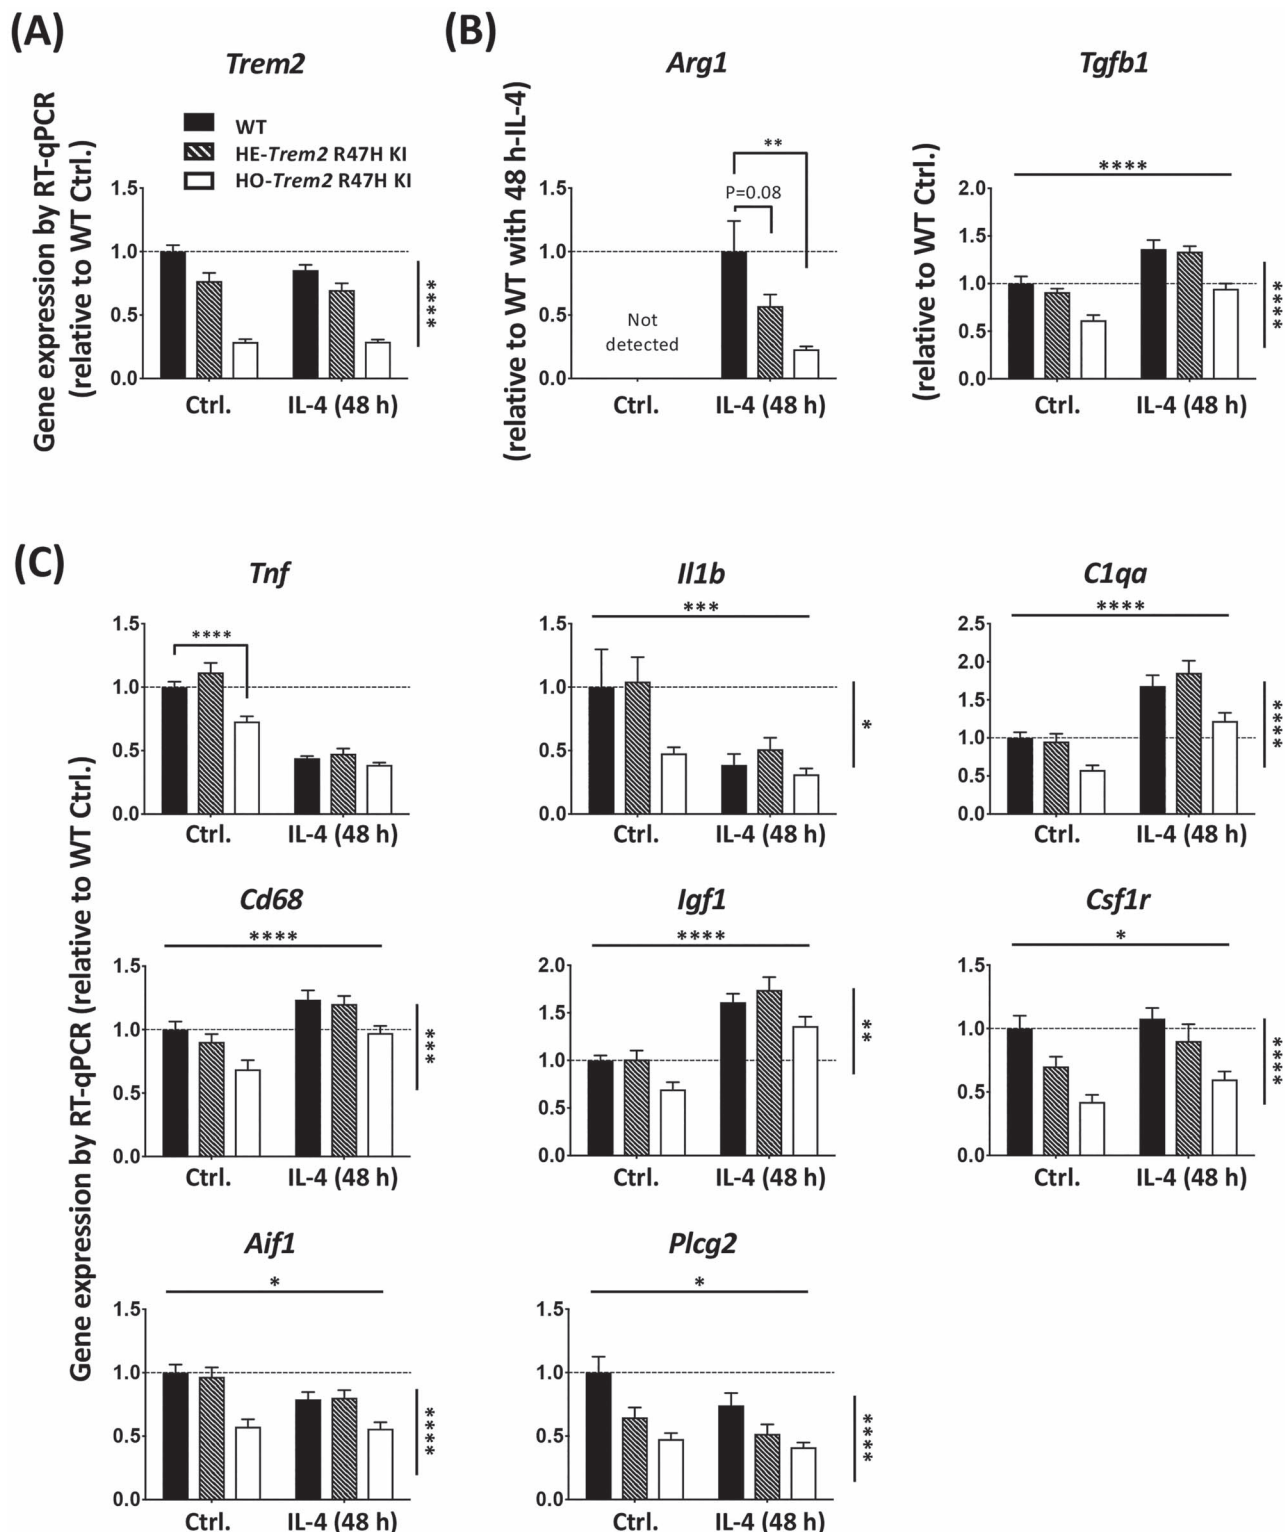 (A)
Trem2
Gene expression by RT-qPCR
(relative to WT Ctrl.)
WT
HE-Trem2 R47H KI
HO-Trem2 R47H KI
1.5
1.0
0.5
0.0
****
Ctrl.
IL-4 (48 h)
(B)
Arg1
(relative to WT with 48 h-IL-4)
1.5
1.0
0.5
0.0
**
P=0.08
Not
detected
Ctrl.
IL-4 (48 h)
Tgfb1
(relative to WT Ctrl.)
****
2.0
1.5
1.0
0.5
0.0
****
Ctrl.
IL-4 (48 h)
(C)
Gene expression by RT-qPCR (relative to WT Ctrl.)
Tnf
1.5
1.0
0.5
0.0
****
Ctrl.
IL-4 (48 h)
Il1b
***
1.5
1.0
0.5
0.0
*
Ctrl.
IL-4 (48 h)
C1qa
****
2.5
2.0
1.5
1.0
0.5
0.0
****
Ctrl.
IL-4 (48 h)
Cd68
****
1.5
1.0
0.5
0.0
***
Ctrl.
IL-4 (48 h)
Igf1
****
2.0
1.5
1.0
0.5
0.0
**
Ctrl.
IL-4 (48 h)
Csf1r
*
1.5
1.0
0.5
0.0
****
Ctrl.
IL-4 (48 h)
Aif1
*
1.5
1.0
0.5
0.0
****
Ctrl.
IL-4 (48 h)
Plcg2
*
1.5
1.0
0.5
0.0
****
Ctrl.
IL-4 (48 h)